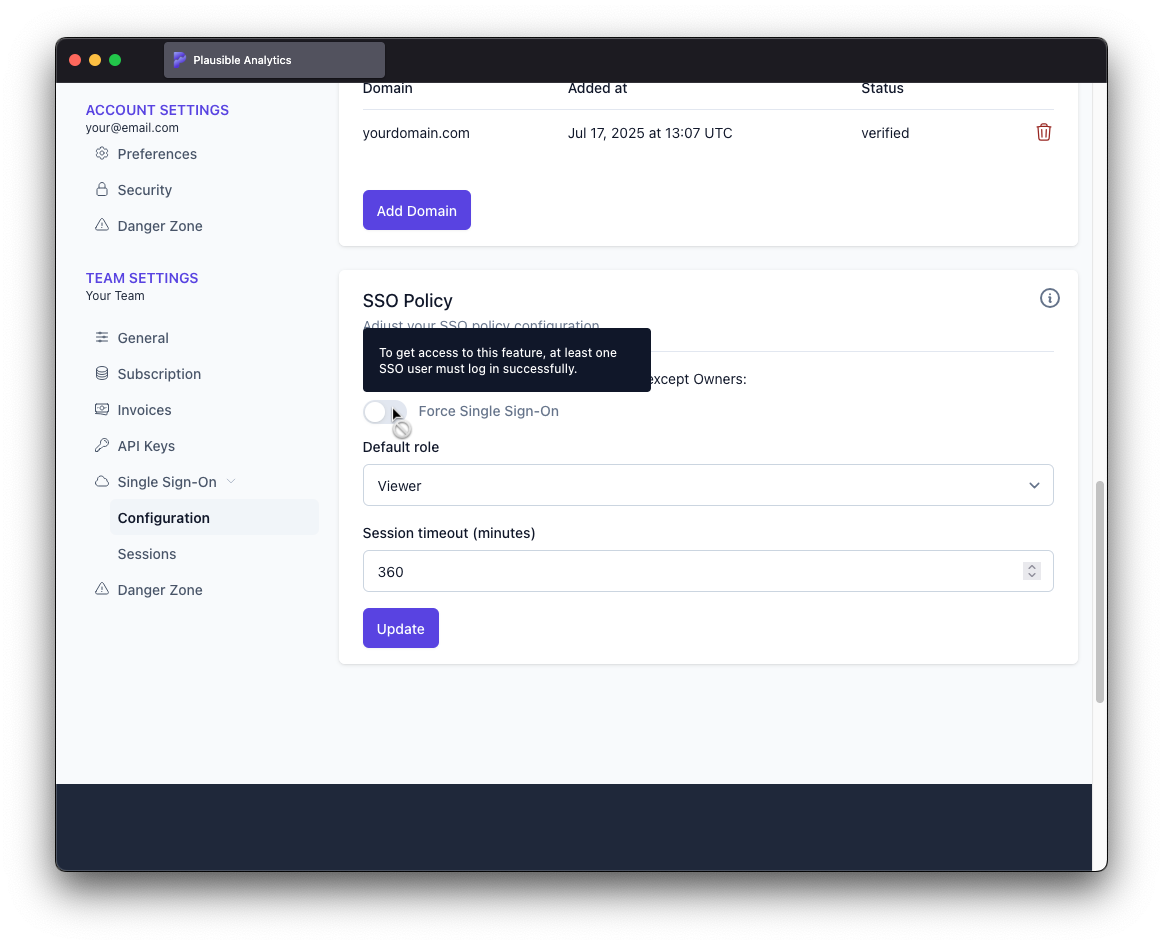 Plausible Analytics
ACCOUNT SETTINGS
your@email.com
Preferences
Security
Danger Zone
TEAM SETTINGS
Your Team
General
Subscription
Invoices
API Keys
Single Sign-On
Configuration
Sessions
Danger Zone
Domain Added at Status
yourdomain.com Jul 17, 2025 at 13:07 UTC verified
Add Domain
SSO Policy
Adjust your SSO policy configuration
To get access to this feature, at least one
SSO user must log in successfully.
except Owners:
Force Single Sign-On
Default role
Viewer
Session timeout (minutes)
360
Update